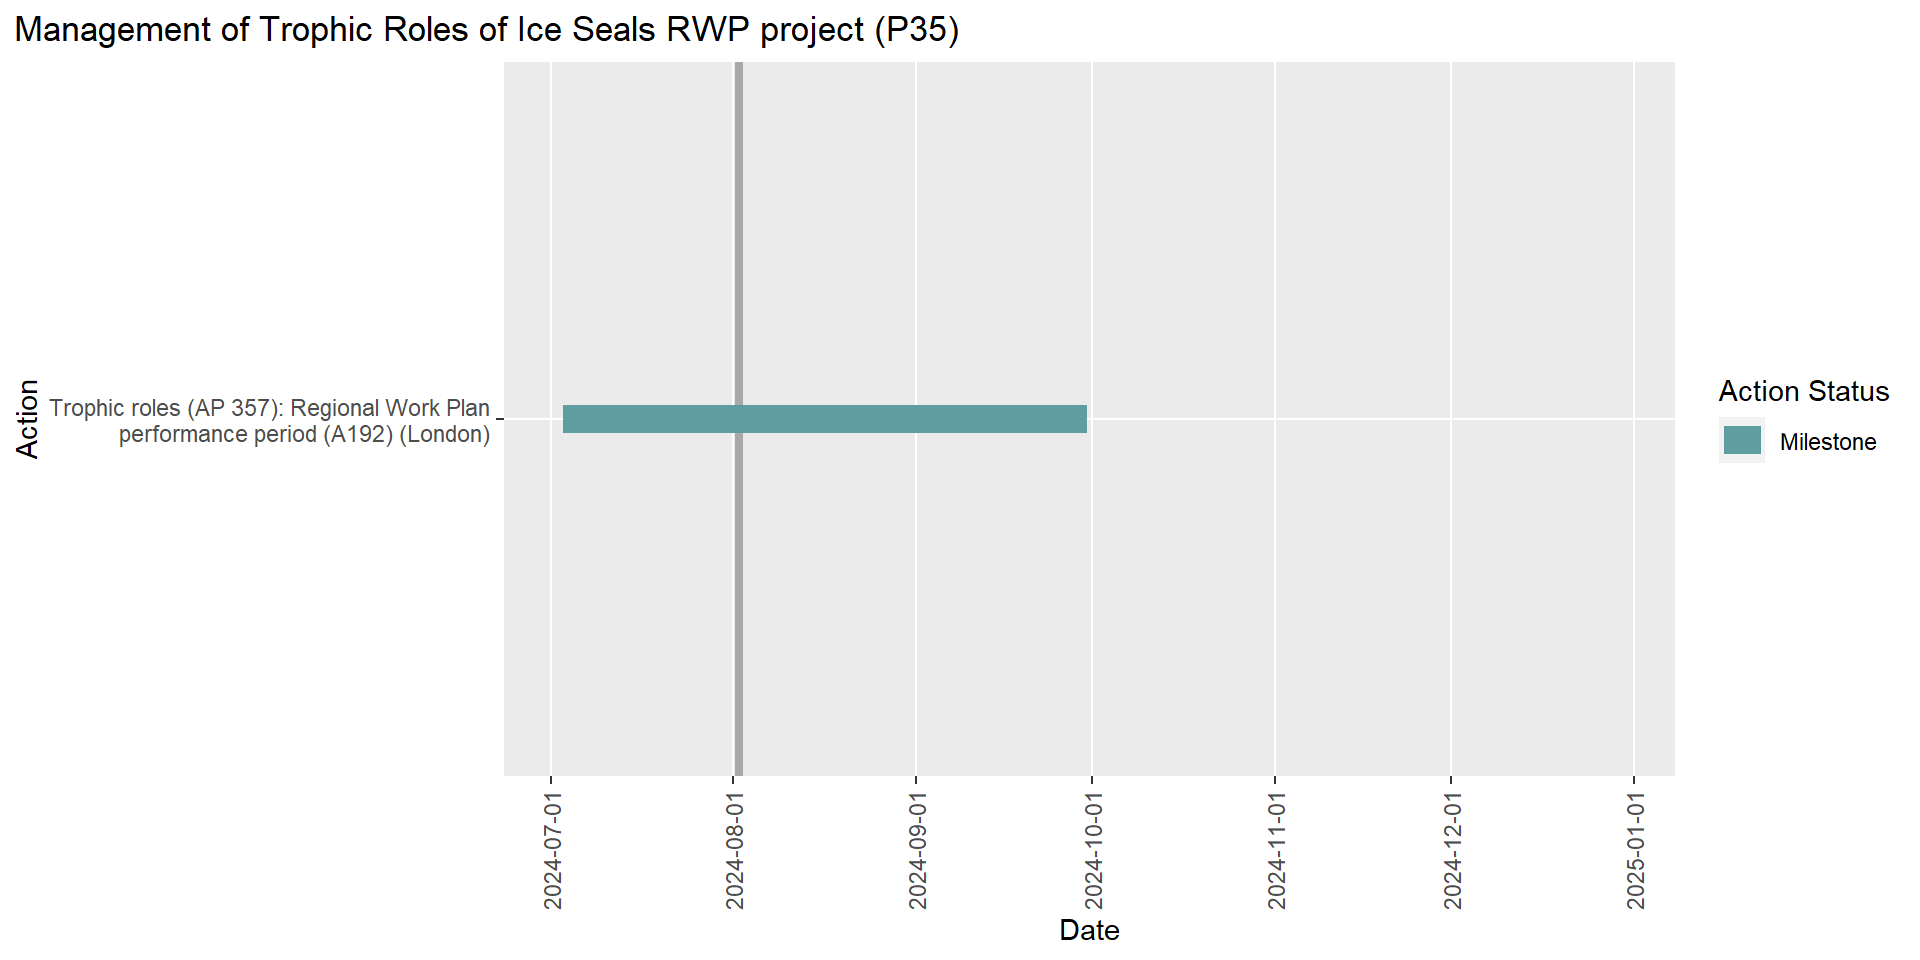 Management of Trophic Roles of Ice Seals RWP project (P35)
Action
Trophic roles (AP 357): Regional Work Plan
performance period (A192) (London)
2024-07-01
2024-08-01
2024-09-01
2024-10-01
2024-11-01
2024-12-01
2025-01-01
Date
Action Status
Milestone